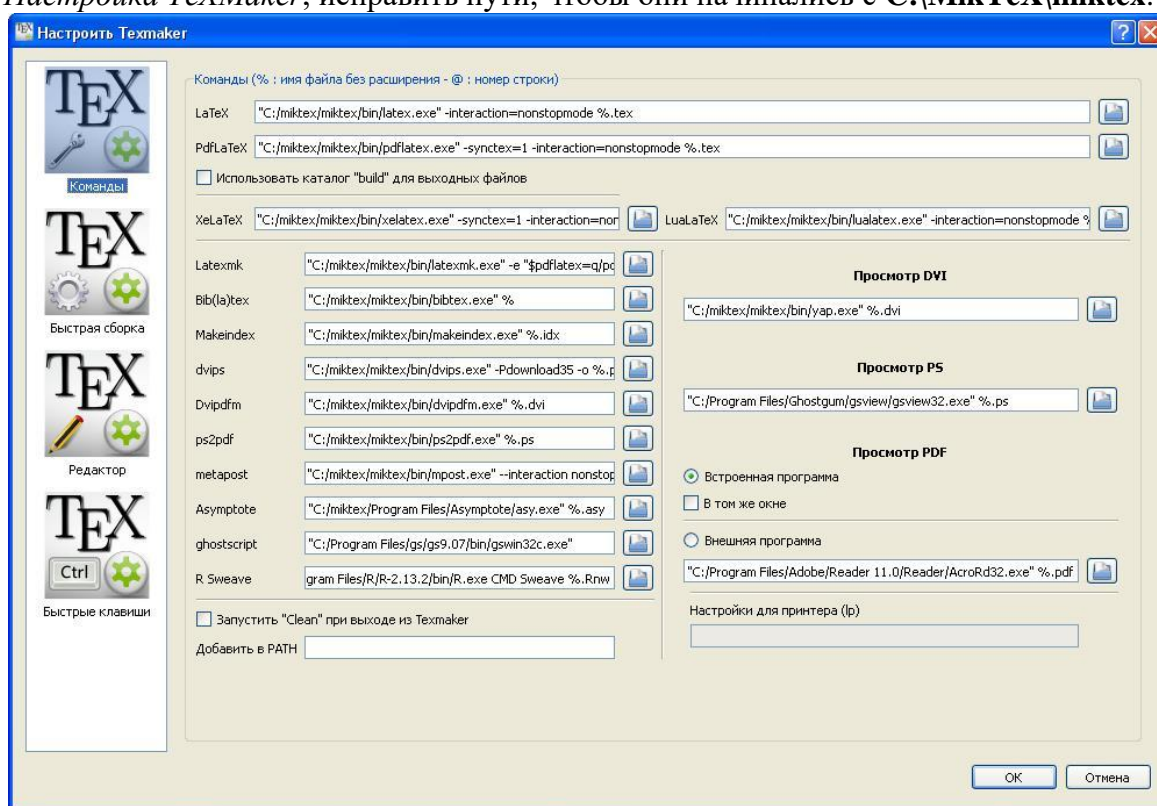 Настройка TeXMaker, исправить пути, чтобы они начинались с C:\MikTeX\miktex.
Настроить Texmaker
TEX
Команды
TEX
Быстрая сборка
TEX
Редактор
TEX
Ctrl
Быстрые клавиши
Команды (% : имя файла без расширения - @ : номер строки)
LaTeX "C:/miktex/miktex/bin/latex.exe" -interaction=nonstopmode %.tex
PdfLaTeX "C:/miktex/miktex/bin/pdflatex.exe" -synctex=1 -interaction=nonstopmode %.tex
Использовать каталог "build" для выходных файлов
XeLaTeX "C:/miktex/miktex/bin/xelatex.exe" -synctex=1 -interaction=nor LuaLaTeX "C:/miktex/miktex/bin/lualatex.exe" -interaction=nonstopmode %
Latexmk "C:/miktex/miktex/bin/latexmk.exe" -e "$pdflatex=q/pc
Bib(la)tex "C:/miktex/miktex/bin/bibtex.exe" %
Makeindex "C:/miktex/miktex/bin/makeindex.exe" %.idx
dvips "C:/miktex/miktex/bin/dvips.exe" -Pdownload35 -o %.p
Dvipdfm "C:/miktex/miktex/bin/dvipdfm.exe" %.dvi
ps2pdf "C:/miktex/miktex/bin/ps2pdf.exe" %.ps
metapost "C:/miktex/miktex/bin/mpost.exe" --interaction nonstop
Asymptote "C:/miktex/Program Files/Asymptote/asy.exe" %.asy
ghostscript "C:/Program Files/gs/gs9.07/bin/gswin32c.exe"
R Sweave gram Files/R/R-2.13.2/bin/R.exe CMD Sweave %.Rnw
Запустить "Clean" при выходе из Texmaker
Добавить в PATH
Просмотр DVI
"C:/miktex/miktex/bin/yap.exe" %.dvi
Просмотр PS
"C:/Program Files/Ghostgum/gsview/gsview32.exe" %.ps
Просмотр PDF
Встроенная программа
В том же окне
Внешняя программа
"C:/Program Files/Adobe/Reader 11.0/Reader/AcroRd32.exe" %.pdf
Настройки для принтера (lp)
OK Отмена